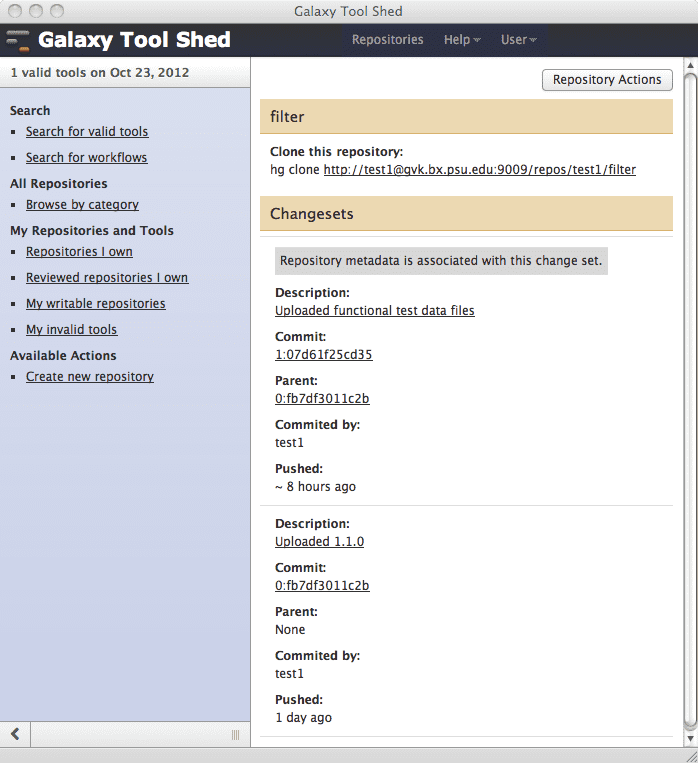 Galaxy Tool Shed
Galaxy Tool Shed
Repositories Help User
1 valid tools on Oct 23, 2012
Search
Search for valid tools
Search for workflows
All Repositories
Browse by category
My Repositories and Tools
Repositories I own
Reviewed repositories I own
My writable repositories
My invalid tools
Available Actions
Create new repository
Repository Actions
filter
Clone this repository:
hg clone http://test1@gvk.bx.psu.edu:9009/repos/test1/filter
Changesets
Repository metadata is associated with this change set.
Description:
Uploaded functional test data files
Commit:
1:07d61f25cd35
Parent:
0:fb7df3011c2b
Commited by:
test1
Pushed:
~ 8 hours ago
Description:
Uploaded 1.1.0
Commit:
0:fb7df3011c2b
Parent:
None
Commited by:
test1
Pushed:
1 day ago